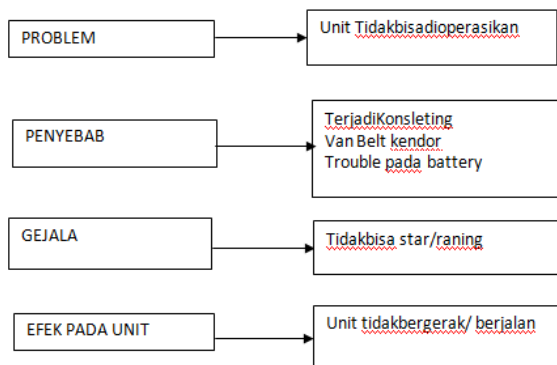 PROBLEM
Unit Tidakbisadioperasikan
PENYEBAB
TerjadiKonsleting
Van Belt kendor
Trouble pada battery
GEJALA
Tidakbisa star/raning
EFEK PADA UNIT
Unit tidakbergerak/ berjalan